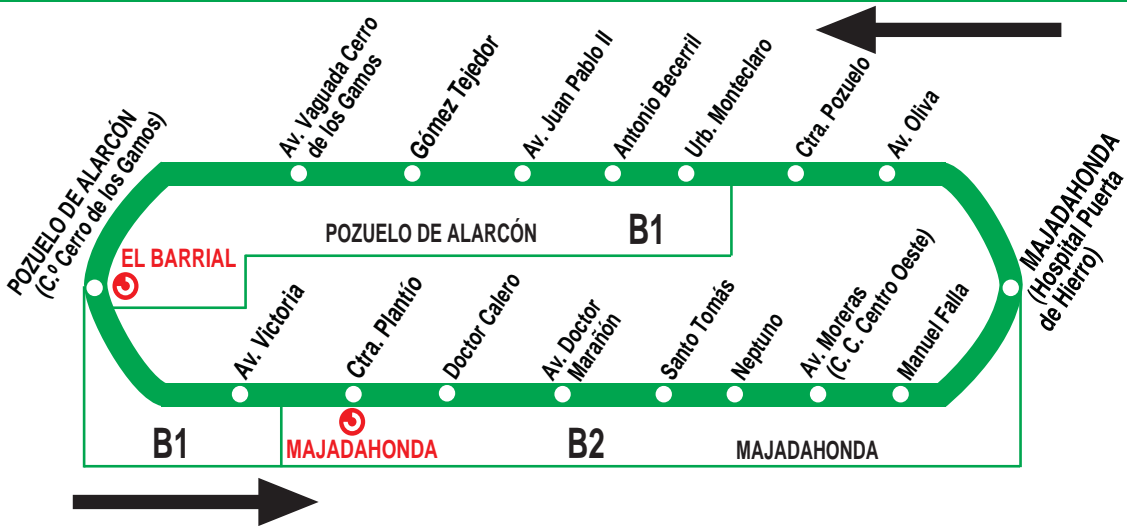 Av. Vaguada Cerro
de los Gamos
Gómez Tejedor
Av. Juan Pablo II
Antonio Becerril
Urb. Monteclaro
Ctra. Pozuelo
Av. Oliva
POZUELO DE ALARCÓN
(C.º Cerro de los Gamos)
MAJADAHONDA
(Hospital Puerta
de Hierro)
POZUELO DE ALARCÓN
B1
EL BARRIAL
Av. Victoria
Ctra. Plantío
Doctor Calero
Av. Doctor
Marañón
Santo Tomás
Neptuno
Av. Moreras
(C. C. Centro Oeste)
Manuel Falla
B1
MAJADAHONDA
B2
MAJADAHONDA